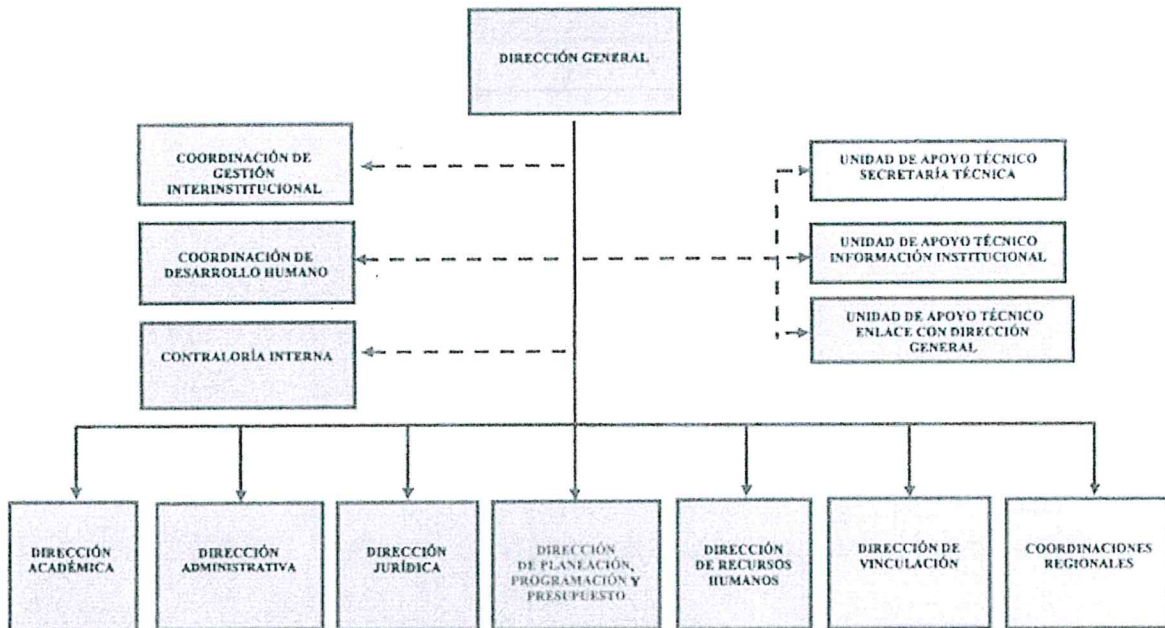 DIRECCIÓN GENERAL
COORDINACIÓN DE
GESTIÓN
INTERINSTITUCIONAL
UNIDAD DE APOYO TÉCNICO
SECRETARÍA TÉCNICA
COORDINACIÓN DE
DESARROLLO HUMANO
UNIDAD DE APOYO TÉCNICO
INFORMACIÓN INSTITUCIONAL
CONTRALORÍA INTERNA
UNIDAD DE APOYO TÉCNICO
ENLACE CON DIRECCIÓN
GENERAL
DIRECCIÓN
ACADÉMICA
DIRECCIÓN
ADMINISTRATIVA
DIRECCIÓN
JURÍDICA
DIRECCIÓN
DE PLANEACIÓN,
PROGRAMACIÓN Y
PRESUPUESTO
DIRECCIÓN
DE RECURSOS
HUMANOS
DIRECCIÓN DE
VINCULACIÓN
COORDINACIONES
REGIONALES